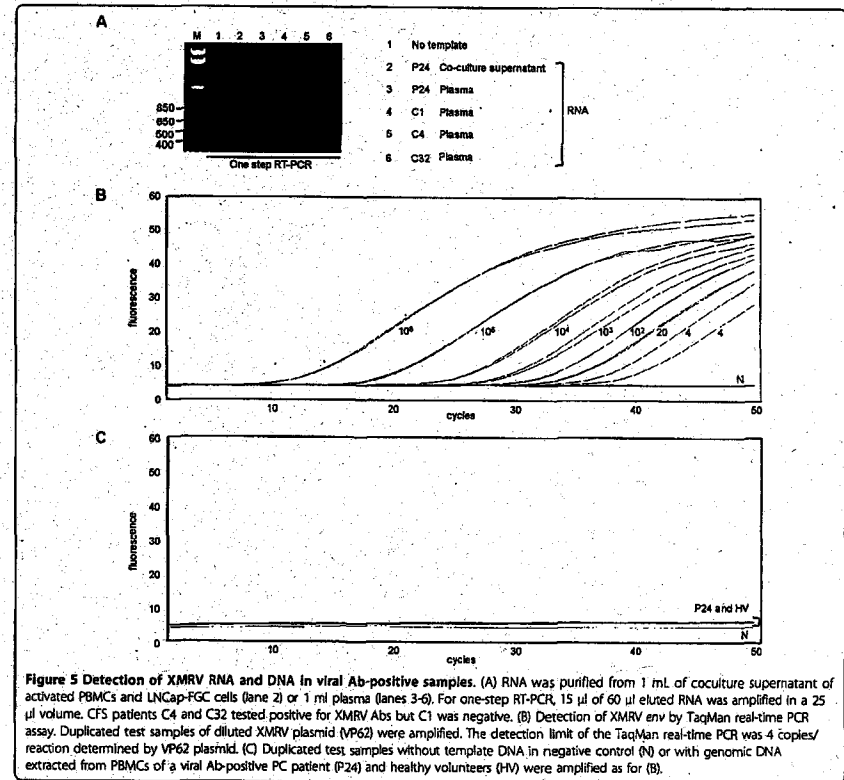 A
M 1 2 3 4 5 6
850
650
500
400
One step RT-PCR
1 No template
2 P24 Co-culture supernatant
3 P24 Plasma
4 C1 Plasma
5 C4 Plasma
6 C32 Plasma
RNA
B
60
50
40
30
20
10
0
fluorescence
10⁶ 10⁵ 10⁴ 10³ 10² 20 4 4
N
10 20 30 40 50
cycles
C
60
50
40
30
20
10
0
fluorescence
P24 and HV
N
10 20 30 40 50
cycles
Figure 5 Detection of XMRV RNA and DNA in viral Ab-positive samples. (A) RNA was purified from 1 mL of coculture supernatant of
activated PBMCs and LNCap-FGC cells (lane 2) or 1 ml plasma (lanes 3-6). For one-step RT-PCR, 15 μl of 60 μl eluted RNA was amplified in a 25
μl volume. CFS patients C4 and C32 tested positive for XMRV Abs but C1 was negative. (B) Detection of XMRV env by TaqMan real-time PCR
assay. Duplicated test samples of diluted XMRV plasmid (VP62) were amplified. The detection limit of the TaqMan real-time PCR was 4 copies/
reaction determined by VP62 plasmid. (C) Duplicated test samples without template DNA in negative control (N) or with genomic DNA
extracted from PBMCs of a viral Ab-positive PC patient (P24) and healthy volunteers (HV) were amplified as for (B).